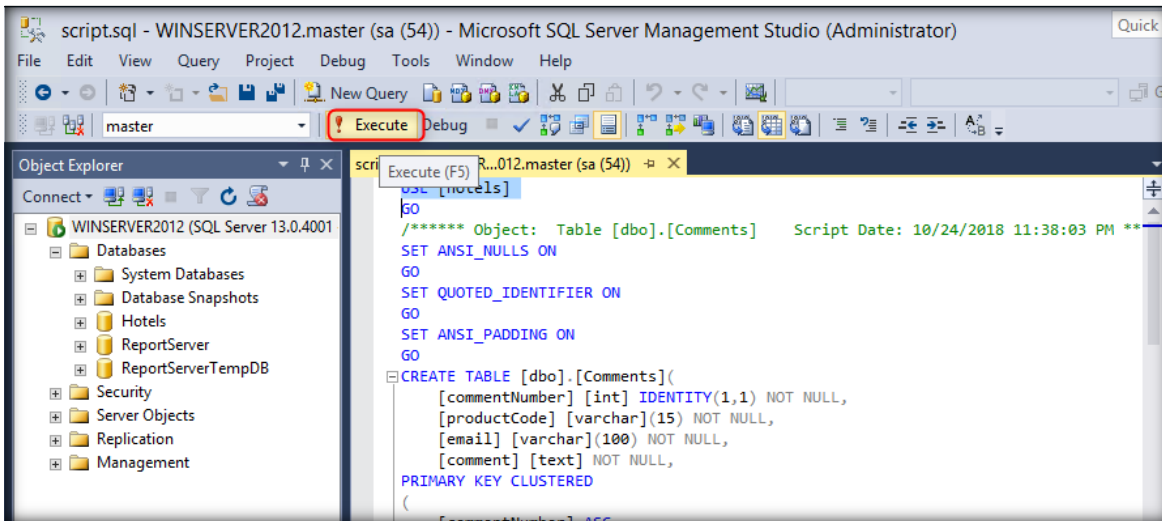 script.sql - WINSERVER2012.master (sa (54)) - Microsoft SQL Server Management Studio (Administrator)
Quick
File Edit View Query Project Debug Tools Window Help
New Query
master Execute Debug
Object Explorer
scri R...012.master (sa (54))
Execute (F5)
Connect
WINSERVER2012 (SQL Server 13.0.4001
Databases
System Databases
Database Snapshots
Hotels
ReportServer
ReportServerTempDB
Security
Server Objects
Replication
Management
USE [Hotels]
GO
/****** Object: Table [dbo].[Comments] Script Date: 10/24/2018 11:38:03 PM **
SET ANSI_NULLS ON
GO
SET QUOTED_IDENTIFIER ON
GO
SET ANSI_PADDING ON
GO
CREATE TABLE [dbo].[Comments](
[commentNumber] [int] IDENTITY(1,1) NOT NULL,
[productCode] [varchar](15) NOT NULL,
[email] [varchar](100) NOT NULL,
[comment] [text] NOT NULL,
PRIMARY KEY CLUSTERED
(
[commentNumber] ASC